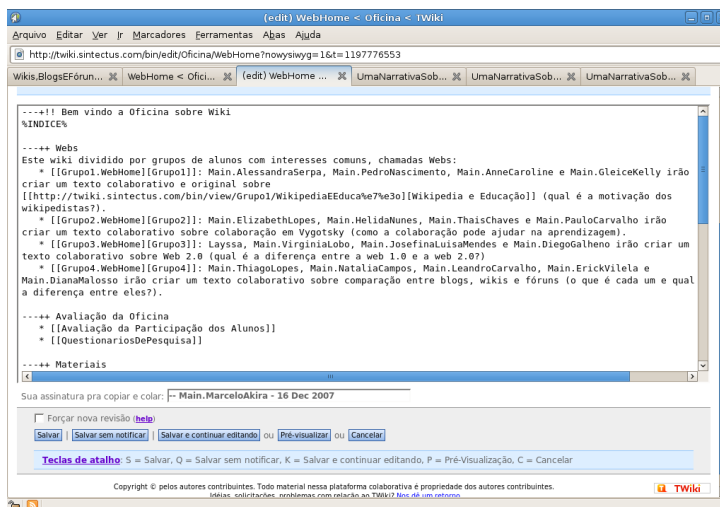 (edit) WebHome < Oficina < TWiki
Arquivo Editar Ver Ir Marcadores Ferramentas Abas Ajuda
http://twiki.sintectus.com/bin/edit/Oficina/WebHome?nowysiwyg=1&t=1197776553
Wikis,BlogsEFórun... WebHome < Ofici... (edit) WebHome ... UmaNarrativaSob... UmaNarrativaSob... UmaNarrativaSob...
---+!! Bem vindo a Oficina sobre Wiki
%INDICE%
---++ Webs
Este wiki dividido por grupos de alunos com interesses comuns, chamadas Webs:
* [[Grupo1.WebHome][Grupo1]]: Main.AlessandraSerpa, Main.PedroNascimento, Main.AnneCaroline e Main.GleiceKelly irão
criar um texto colaborativo e original sobre
[[http://twiki.sintectus.com/bin/view/Grupo1/WikipediaEEduca%e7%e3o][Wikipedia e Educação]] (qual é a motivação dos
wikipedistas?).
* [[Grupo2.WebHome][Grupo2]]: Main.ElizabethLopes, Main.HelidaNunes, Main.ThaisChaves e Main.PauloCarvalho irão
criar um texto colaborativo sobre colaboração em Vygotsky (como a colaboração pode ajudar na aprendizagem).
* [[Grupo3.WebHome][Grupo3]]: Layssa, Main.VirginiaLobo, Main.JosefinaLuisaMendes e Main.DiegoGalheno irão criar um
texto colaborativo sobre Web 2.0 (qual é a diferença entre a web 1.0 e a web 2.0?)
* [[Grupo4.WebHome][Grupo4]]: Main.ThiagoLopes, Main.NataliaCampos, Main.LeandroCarvalho, Main.ErickVilela e
Main.DianaMalosso irão criar um texto colaborativo sobre comparação entre blogs, wikis e fóruns (o que é cada um e qual
a diferença entre eles?).
---++ Avaliação da Oficina
* [[Avaliação da Participação dos Alunos]]
* [[QuestionariosDePesquisa]]
---++ Materiais
Sua assinatura pra copiar e colar: -- Main.MarceloAkira - 16 Dec 2007
Forçar nova revisão (help)
Salvar | Salvar sem notificar | Salvar e continuar editando ou Pré-visualizar ou Cancelar
Teclas de atalho: S = Salvar, Q = Salvar sem notificar, K = Salvar e continuar editando, P = Pré-Visualização, C = Cancelar
Copyright © pelos autores contribuintes. Todo material nessa plataforma colaborativa é propriedade dos autores contribuintes.
Idéias, solicitações, problemas com relação ao TWiki? Nos dê um retorno
TWiki